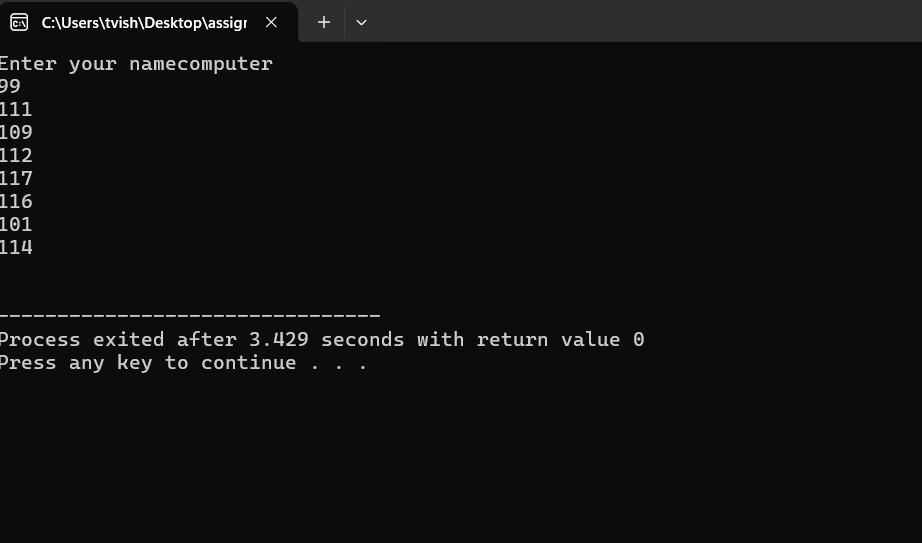 C:\Users\tvish\Desktop\assigr
Enter your namecomputer
99
111
109
112
117
116
101
114
--------------------------------
Process exited after 3.429 seconds with return value 0
Press any key to continue . . .